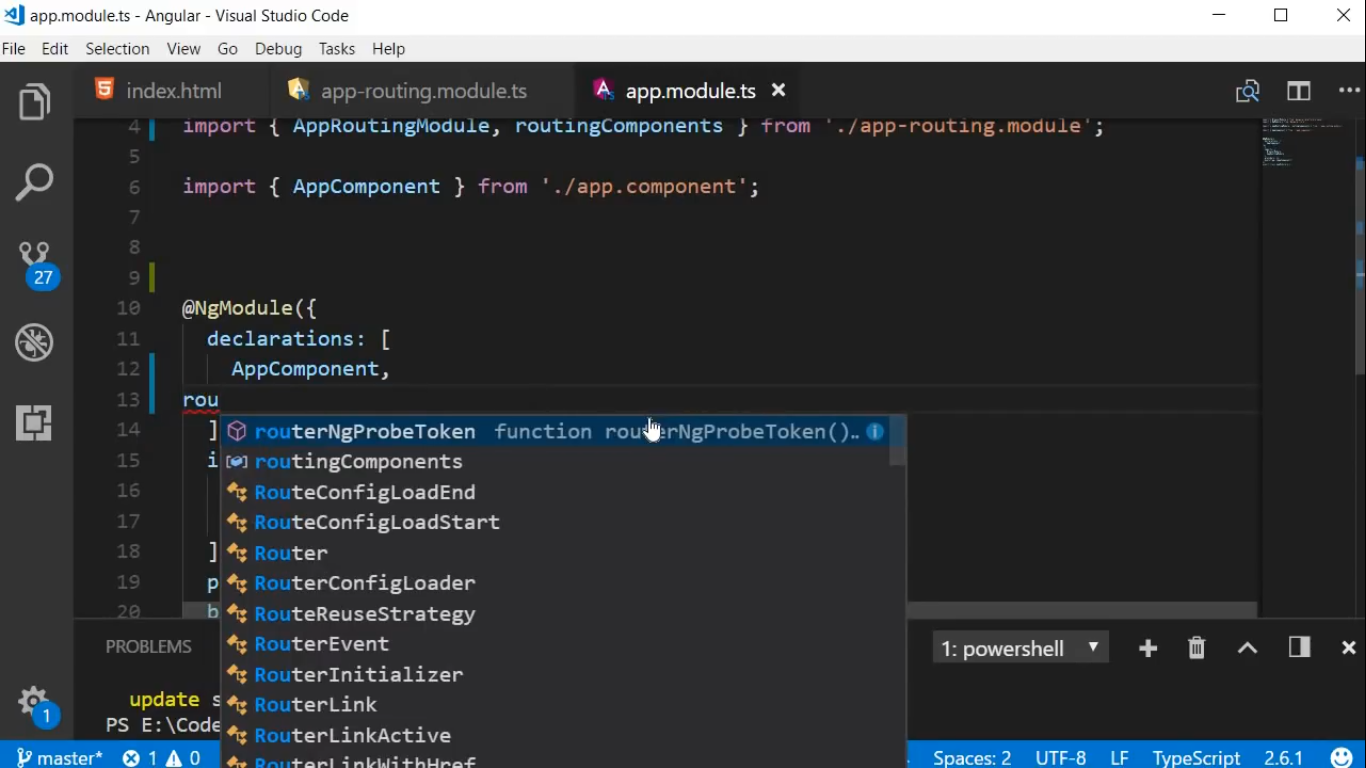 app.module.ts - Angular - Visual Studio Code
File Edit Selection View Go Debug Tasks Help
index.html app-routing.module.ts app.module.ts
4 import { AppRoutingModule, routingComponents } from './app-routing.module';
5
6 import { AppComponent } from './app.component';
7
8
9
10 @NgModule({
11 declarations: [
12 AppComponent,
13 rou
14 ] routerNgProbeToken function routerNgProbeToken()..
15 i routingComponents
16 RouteConfigLoadEnd
17 RouteConfigLoadStart
18 ] Router
19 p RouterConfigLoader
20 b RouteReuseStrategy
RouterEvent
RouterInitializer
RouterLink
RouterLinkActive
RouterLinkWithHref
27
PROBLEMS 1: powershell
update s
PS E:\Code
1
master* 1 0 Spaces: 2 UTF-8 LF TypeScript 2.6.1